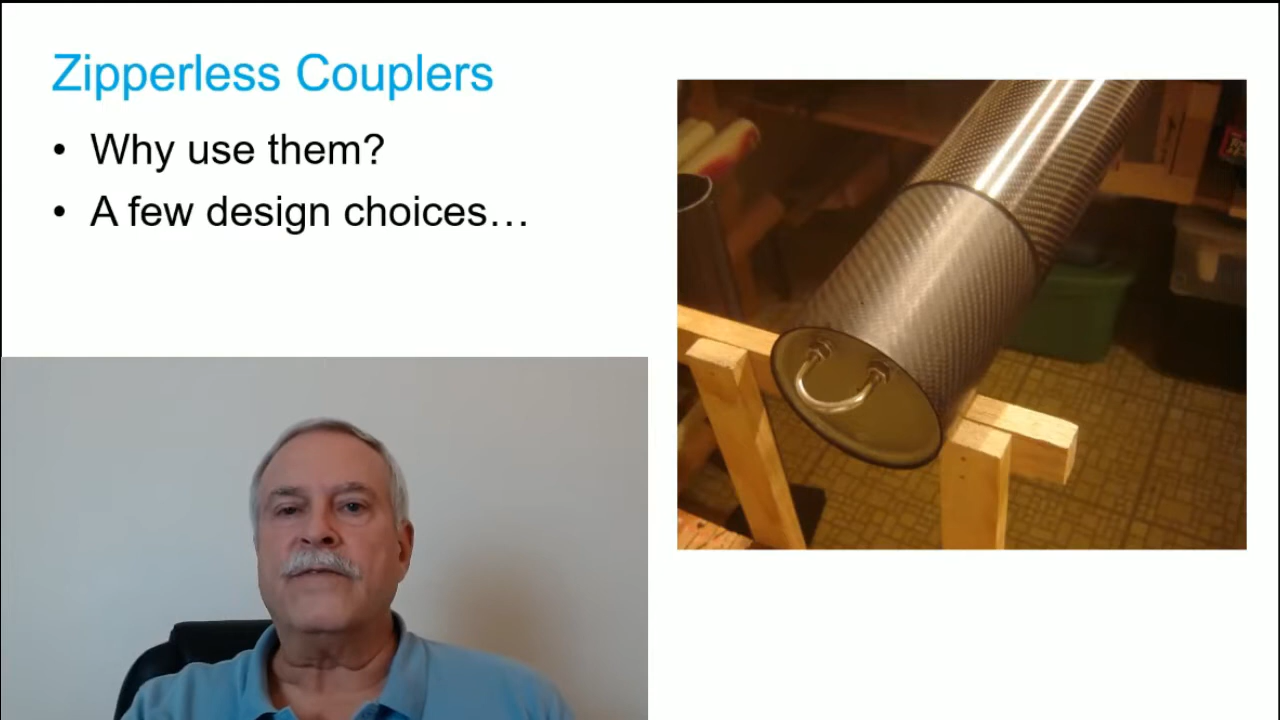 Zipperless Couplers
• Why use them?
• A few design choices…